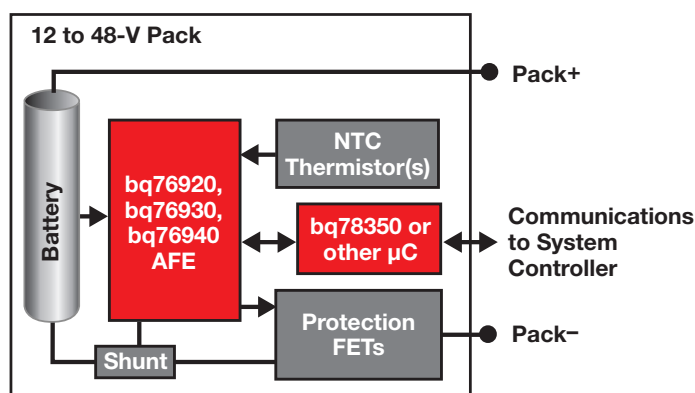 12 to 48-V Pack
Pack+
NTC
Thermistor(s)
Battery
bq76920,
bq76930,
bq76940
AFE
bq78350 or
other µC
Communications
to System
Controller
Protection
FETs
Pack–
Shunt